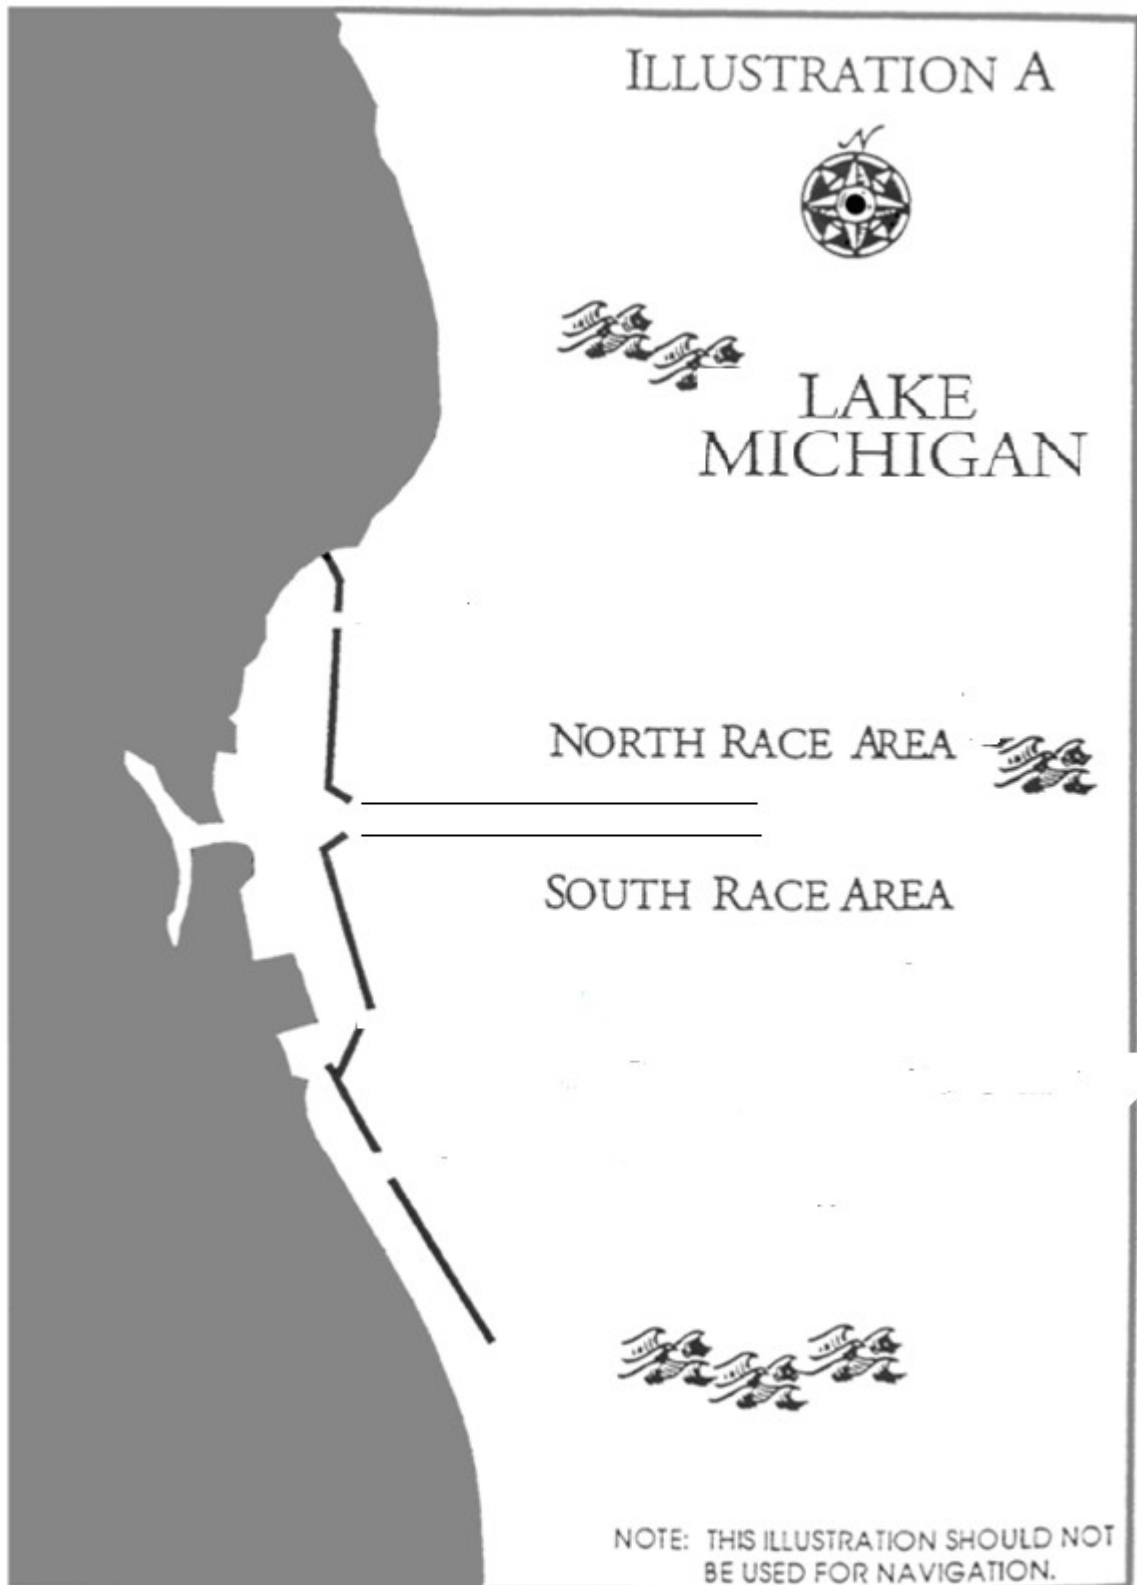 ILLUSTRATION A
N
LAKE
MICHIGAN
NORTH RACE AREA
SOUTH RACE AREA
NOTE: THIS ILLUSTRATION SHOULD NOT
BE USED FOR NAVIGATION.